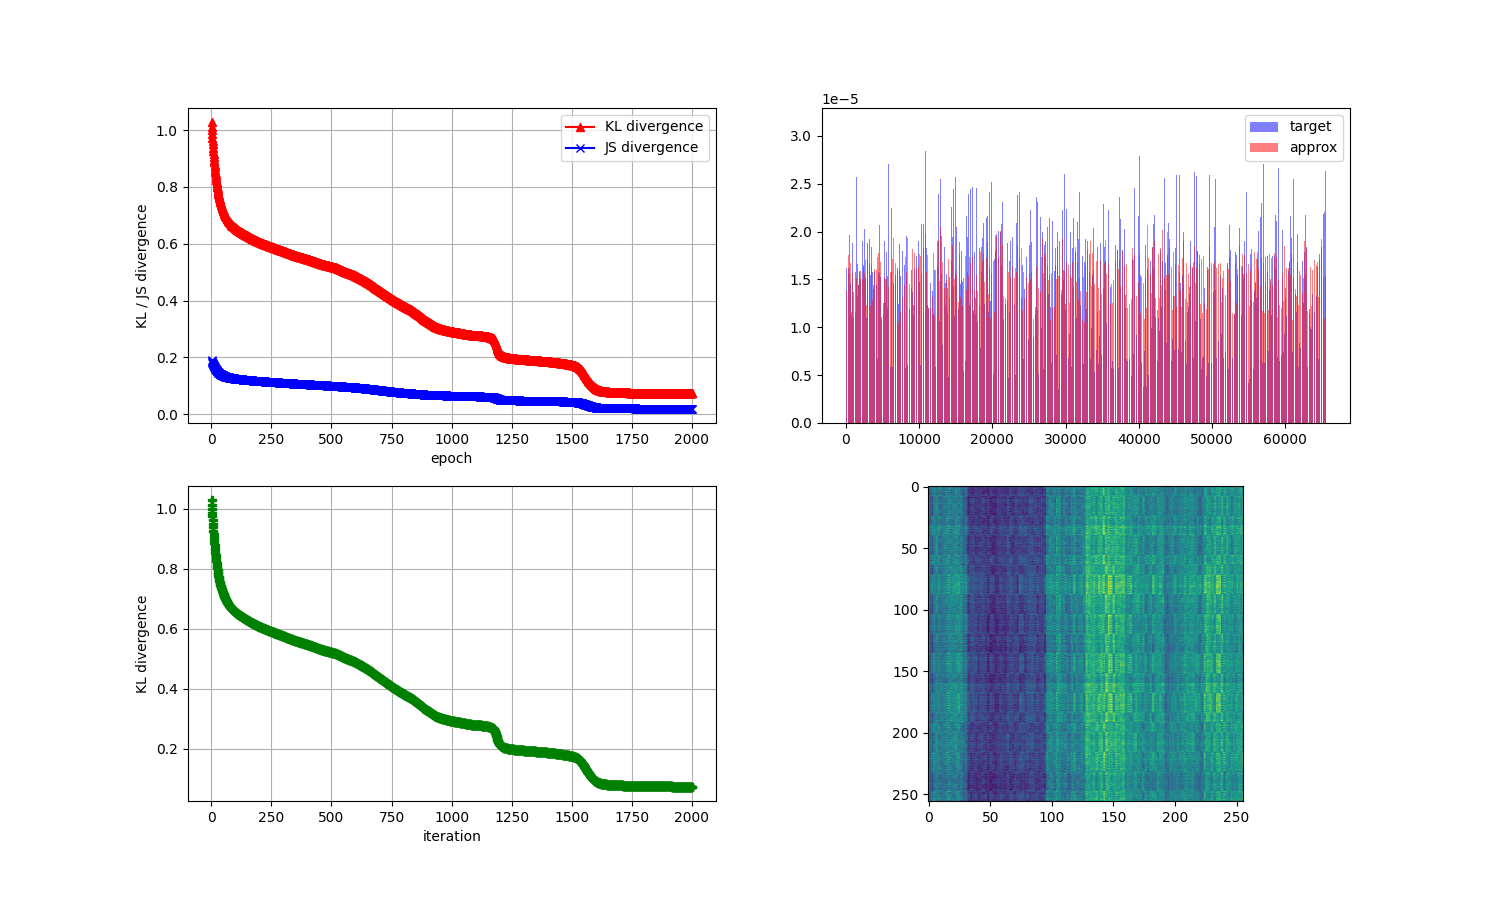 KL / JS divergence
1.0
0.8
0.6
0.4
0.2
0.0
KL divergence
JS divergence
0 250 500 750 1000 1250 1500 1750 2000
epoch
1e−5
3.0
2.5
2.0
1.5
1.0
0.5
0.0
target
approx
0 10000 20000 30000 40000 50000 60000
KL divergence
1.0
0.8
0.6
0.4
0.2
0 250 500 750 1000 1250 1500 1750 2000
iteration
0
50
100
150
200
250
0 50 100 150 200 250